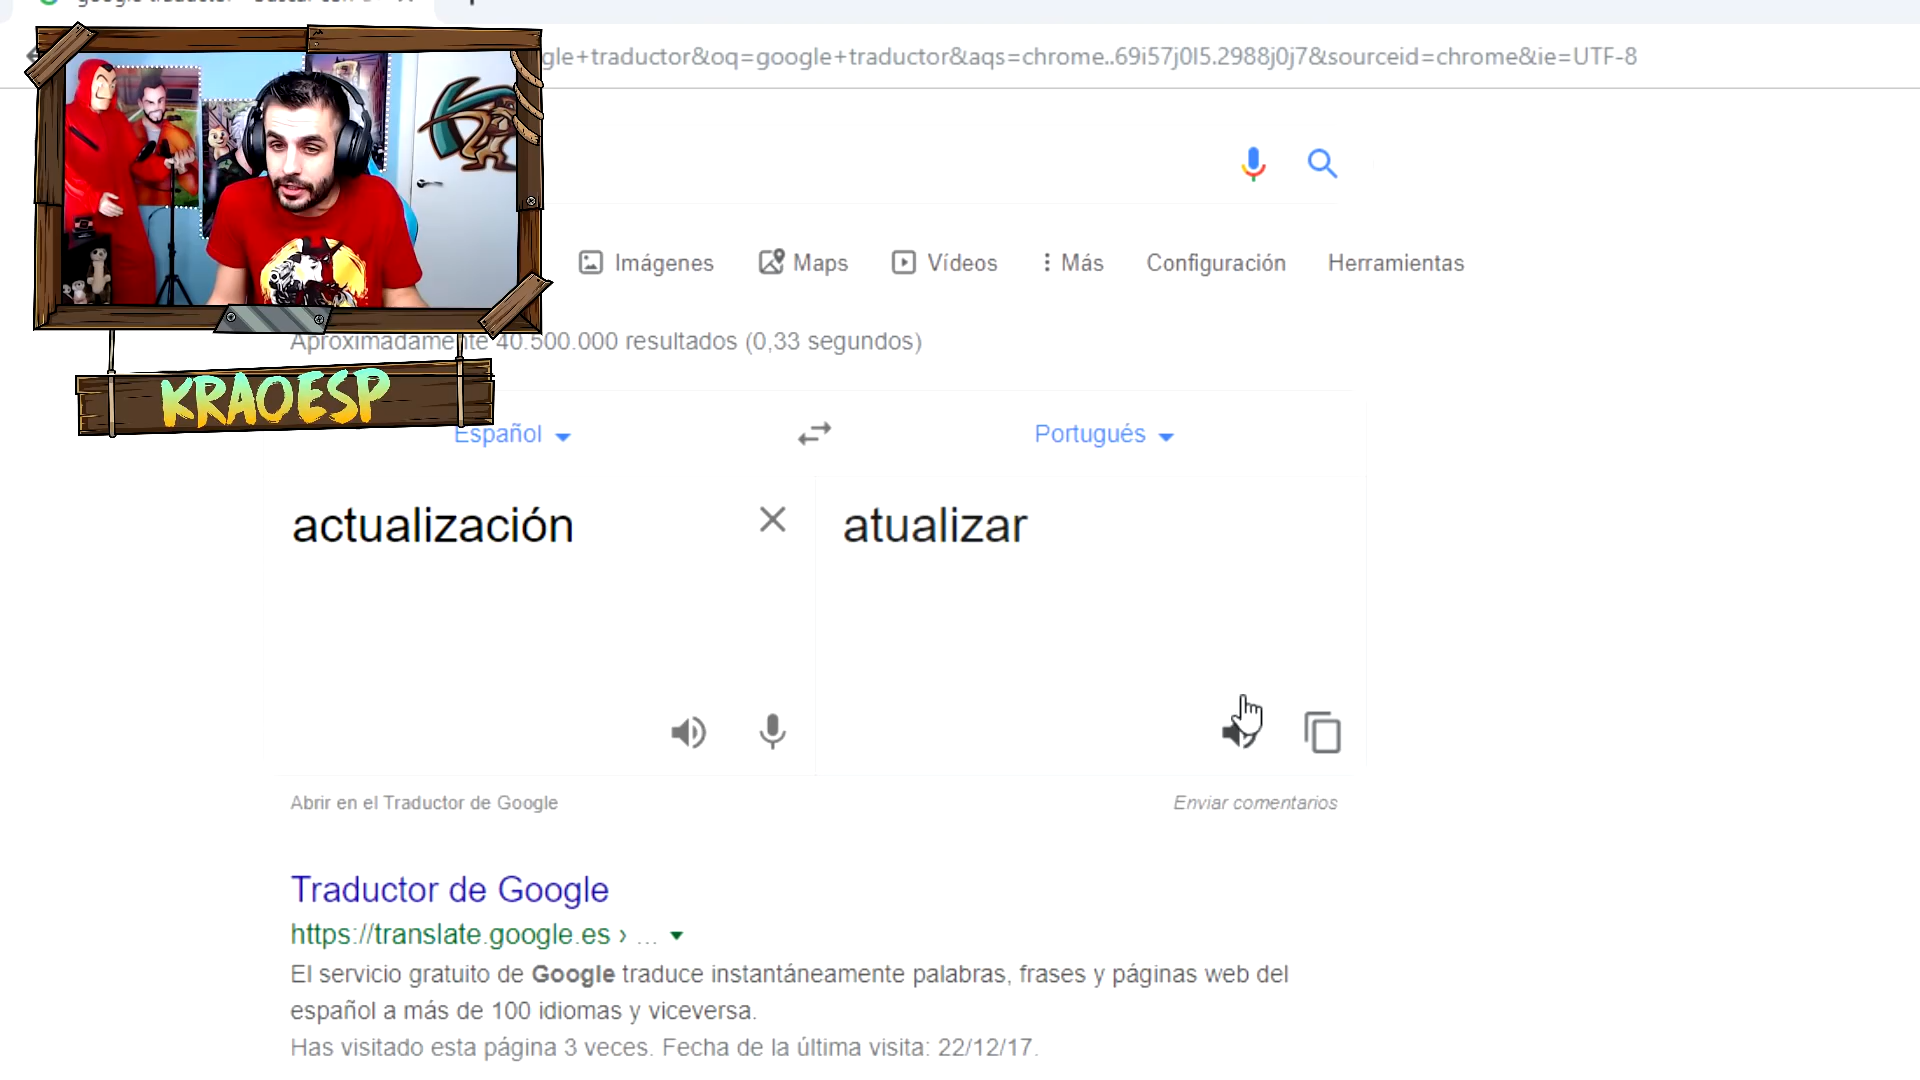 gle+traductor&oq=google+traductor&aqs=chrome..69i57j0l5.2988j0j7&sourceid=chrome&ie=UTF-8
Imágenes
Maps
Vídeos
Más
Configuración
Herramientas
Aproximadamente 40.500.000 resultados (0,33 segundos)
KRAOESP
Español
Portugués
actualización
atualizar
Abrir en el Traductor de Google
Enviar comentarios
Traductor de Google
https://translate.google.es › ...
El servicio gratuito de Google traduce instantáneamente palabras, frases y páginas web del
español a más de 100 idiomas y viceversa.
Has visitado esta página 3 veces. Fecha de la última visita: 22/12/17.